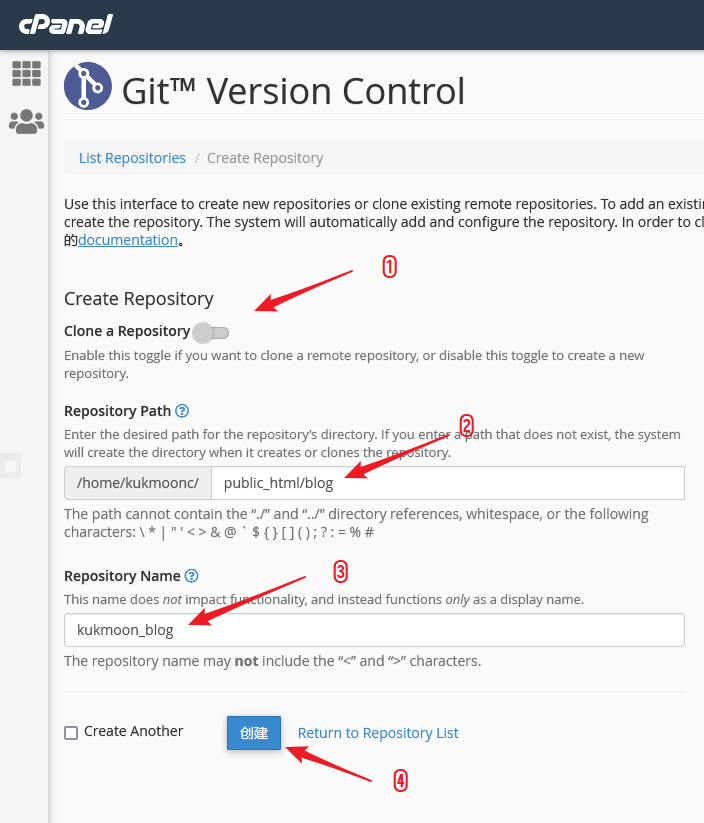 cPanel
Git™ Version Control
List Repositories / Create Repository
Use this interface to create new repositories or clone existing remote repositories. To add an existi
create the repository. The system will automatically add and configure the repository. In order to cl
的documentation。
①
Create Repository
Clone a Repository
Enable this toggle if you want to clone a remote repository, or disable this toggle to create a new
repository.
Repository Path
②
Enter the desired path for the repository’s directory. If you enter a path that does not exist, the system
will create the directory when it creates or clones the repository.
/home/kukmoonc/ public_html/blog
The path cannot contain the “./” and “../” directory references, whitespace, or the following
characters: \ * | " ' < > & @ ` $ { } [ ] ( ) ; ? : = % #
③
Repository Name
This name does not impact functionality, and instead functions only as a display name.
kukmoon_blog
The repository name may not include the “<” and “>” characters.
Create Another 创建 Return to Repository List
④